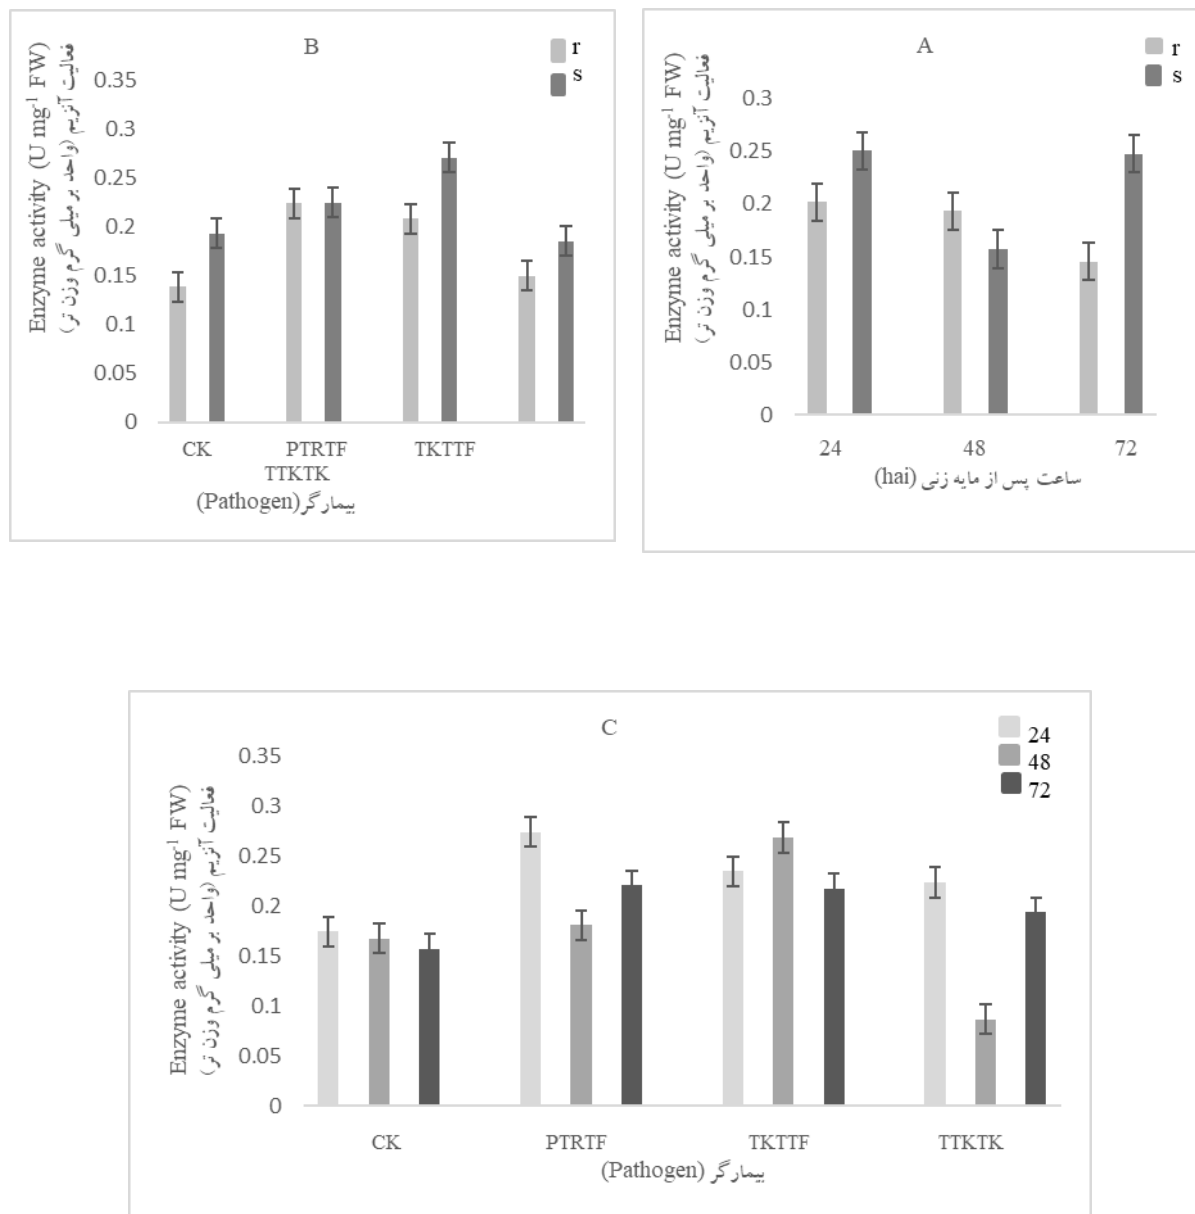 B
r
s
Enzyme activity (U mg⁻¹ FW)
فعالیت آنزیم (واحد بر میلی گرم وزن تر)
0.35
0.3
0.25
0.2
0.15
0.1
0.05
0
CK PTRTF TKTTF
TTKTK
بیمارگر(Pathogen)
A
r
s
Enzyme activity (U mg⁻¹ FW)
فعالیت آنزیم (واحد بر میلی گرم وزن تر)
0.3
0.25
0.2
0.15
0.1
0.05
0
24 48 72
ساعت پس از مایه زنی (hai)
C
24
48
72
Enzyme activity (U mg⁻¹ FW)
فعالیت آنزیم (واحد بر میلی گرم وزن تر)
0.35
0.3
0.25
0.2
0.15
0.1
0.05
0
CK PTRTF TKTTF TTKTK
بیمارگر (Pathogen)